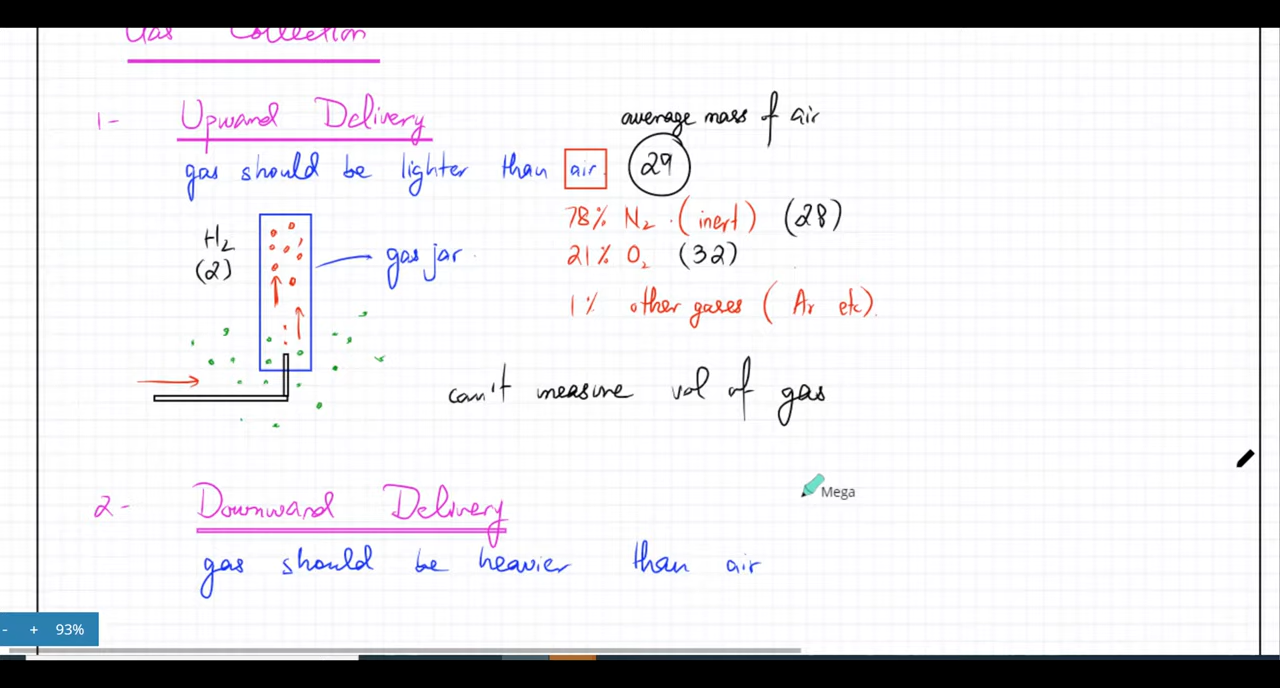 Gas Collection
1- Upward Delivery
average mass of air
gas should be lighter than air 29
78% N₂ (inert) (28)
H₂
(2)
gas jar
21% O₂ (32)
1% other gases (Ar etc)
can't measure vol of gas
Mega
2- Downward Delivery
gas should be heavier than air
- + 93%